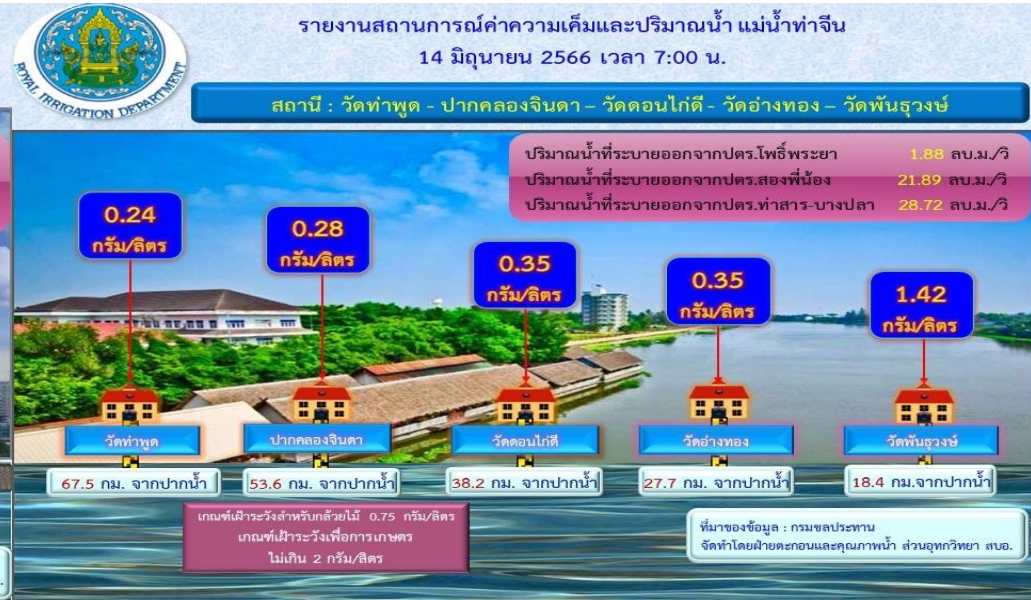 รายงานสถานการณ์ค่าความเค็มและปริมาณน้ำ แม่น้ำท่าจีน
14 มิถุนายน 2566 เวลา 7:00 น.
ROYAL IRRIGATION DEPARTMENT
สถานี : วัดท่าพูด - ปากคลองจินดา – วัดดอนไก่ดี - วัดอ่างทอง – วัดพันธุวงษ์
ปริมาณน้ำที่ระบายออกจากปตร.โพธิ์พระยา 1.88 ลบ.ม./วิ
ปริมาณน้ำที่ระบายออกจากปตร.สองพี่น้อง 21.89 ลบ.ม./วิ
ปริมาณน้ำที่ระบายออกจากปตร.ท่าสาร-บางปลา 28.72 ลบ.ม./วิ
0.24
กรัม/ลิตร
0.28
กรัม/ลิตร
0.35
กรัม/ลิตร
0.35
กรัม/ลิตร
1.42
กรัม/ลิตร
วัดท่าพูด
ปากคลองจินดา
วัดดอนไก่ดี
วัดอ่างทอง
วัดพันธุวงษ์
67.5 กม. จากปากน้ำ
53.6 กม. จากปากน้ำ
38.2 กม. จากปากน้ำ
27.7 กม. จากปากน้ำ
18.4 กม.จากปากน้ำ
เกณฑ์เฝ้าระวังสำหรับกล้วยไม้ 0.75 กรัม/ลิตร
เกณฑ์เฝ้าระวังเพื่อการเกษตร
ไม่เกิน 2 กรัม/ลิตร
ที่มาของข้อมูล : กรมชลประทาน
จัดทำโดยฝ่ายตะกอนและคุณภาพน้ำ ส่วนอุทกวิทยา สบอ.